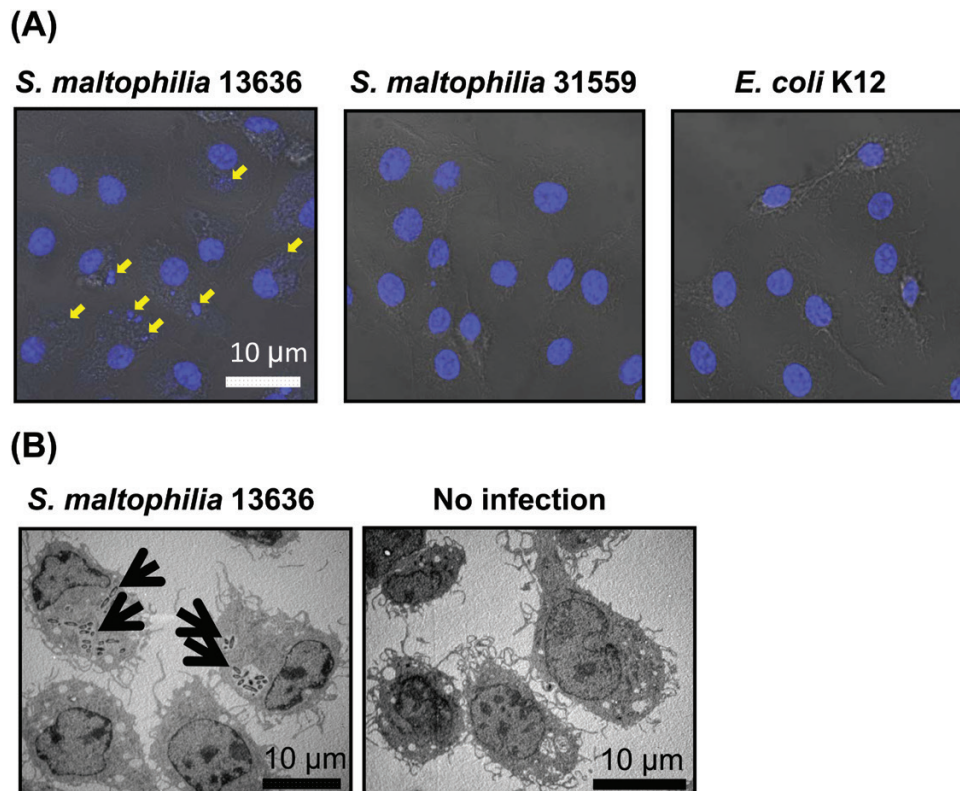 (A)
S. maltophilia 13636 S. maltophilia 31559 E. coli K12
10 μm
(B)
S. maltophilia 13636 No infection
10 μm 10 μm